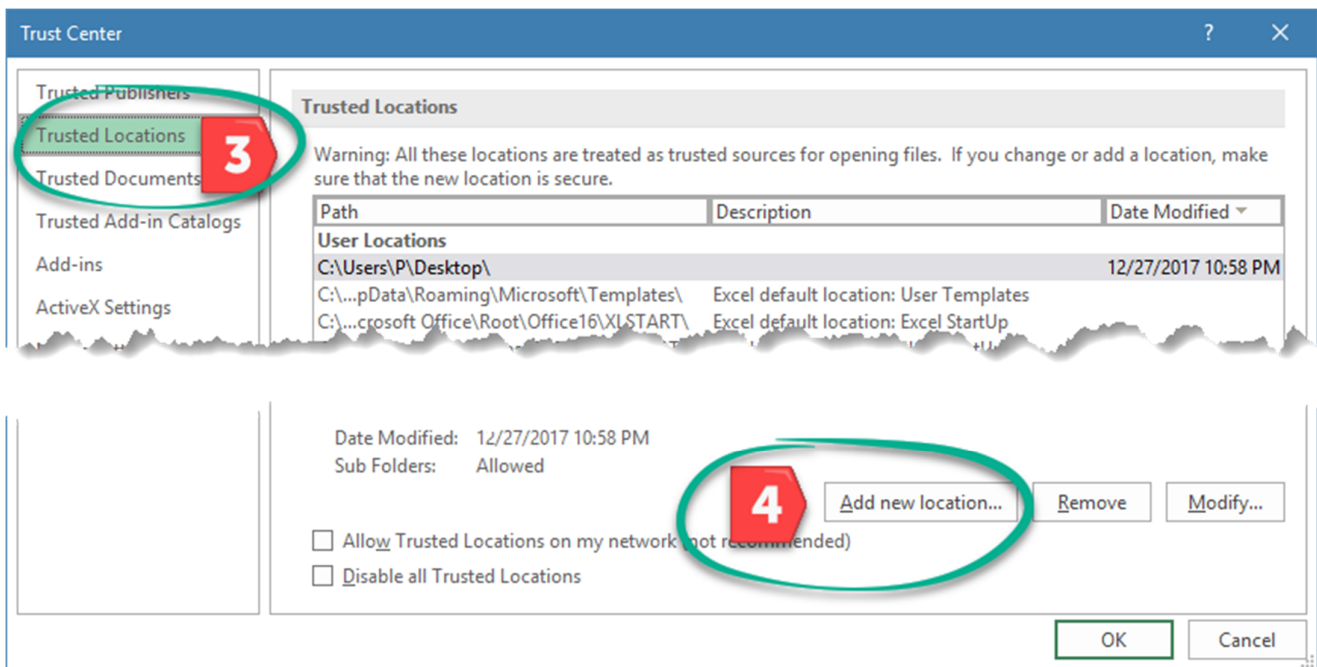 Trust Center
?
Trusted Publishers
Trusted Locations
3
Trusted Documents
Trusted Add-in Catalogs
Add-ins
ActiveX Settings
Trusted Locations
Warning: All these locations are treated as trusted sources for opening files. If you change or add a location, make
sure that the new location is secure.
Path Description Date Modified
User Locations
C:\Users\P\Desktop\ 12/27/2017 10:58 PM
C:\...pData\Roaming\Microsoft\Templates\ Excel default location: User Templates
C:\...crosoft Office\Root\Office16\XLSTART\ Excel default location: Excel StartUp
Date Modified: 12/27/2017 10:58 PM
Sub Folders: Allowed
4
Add new location... Remove Modify...
Allow Trusted Locations on my network (not recommended)
Disable all Trusted Locations
OK Cancel